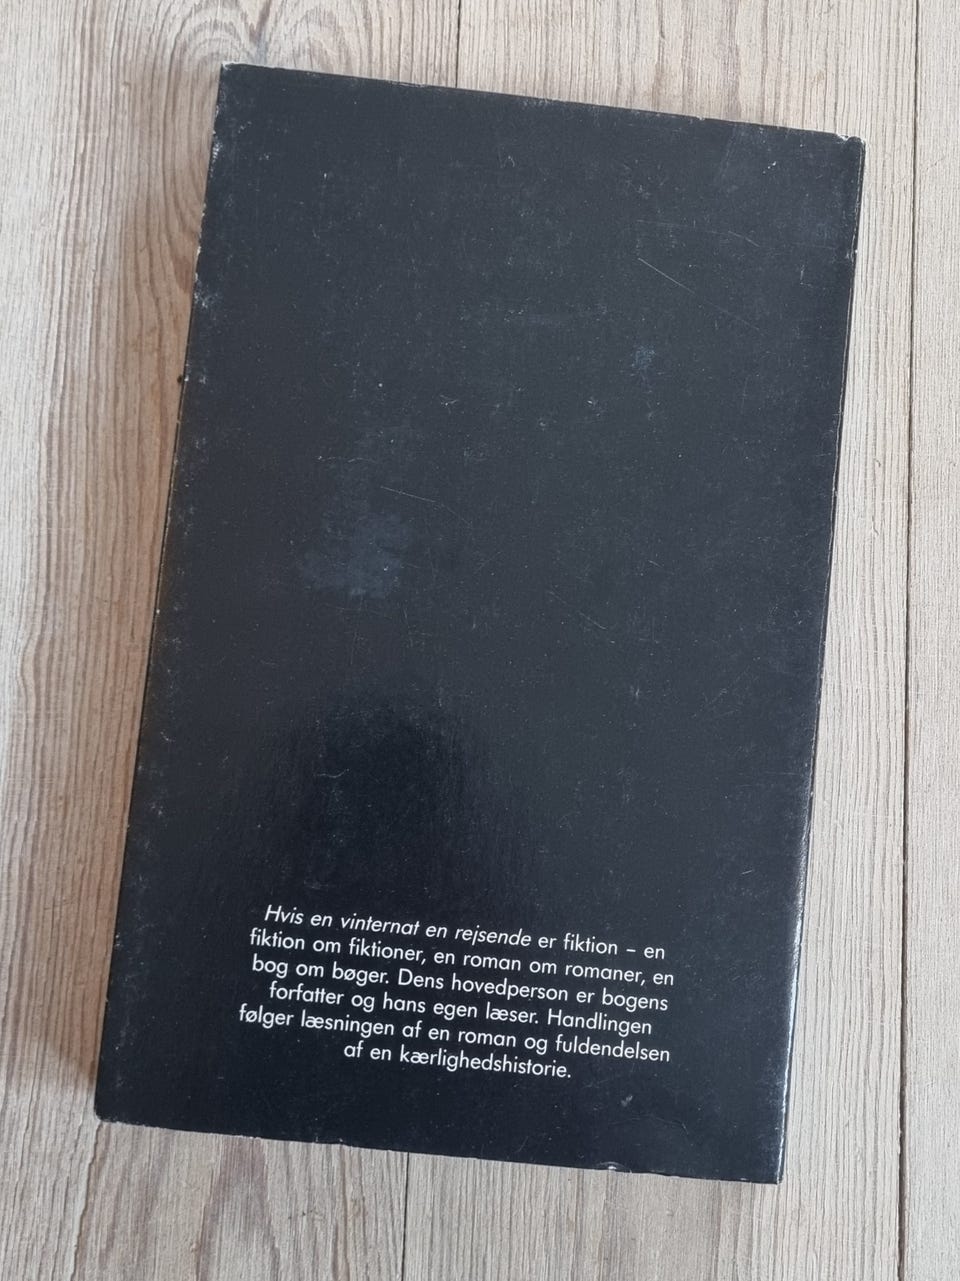 Hvis en vinternat en rejsende er fiktion – en
fiktion om fiktioner, en roman om romaner, en
bog om bøger. Dens hovedperson er bogens
forfatter og hans egen læser. Handlingen
følger læsningen af en roman og fuldendelsen
af en kærlighedshistorie.